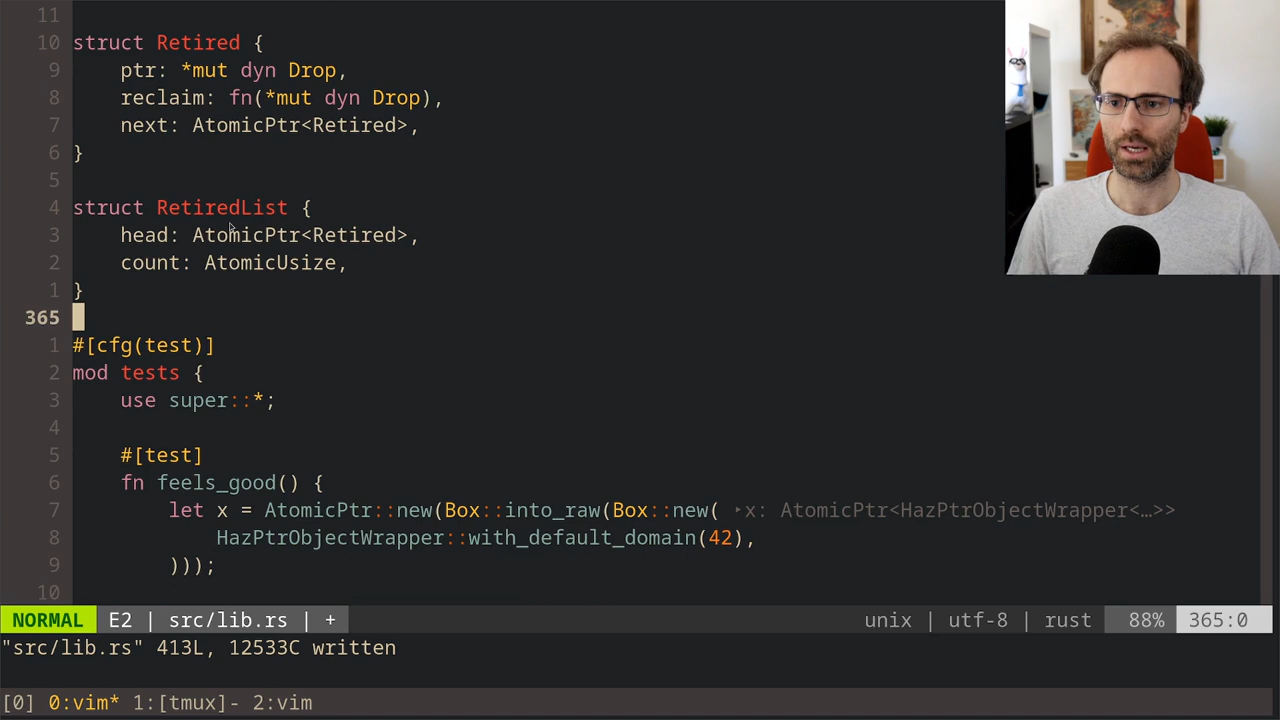 11
10 struct Retired {
9     ptr: *mut dyn Drop,
8     reclaim: fn(*mut dyn Drop),
7     next: AtomicPtr<Retired>,
6 }
5
4 struct RetiredList {
3     head: AtomicPtr<Retired>,
2     count: AtomicUsize,
1 }
365
1 #[cfg(test)]
2 mod tests {
3     use super::*;
4
5     #[test]
6     fn feels_good() {
7         let x = AtomicPtr::new(Box::into_raw(Box::new( ‣x: AtomicPtr<HazPtrObjectWrapper<…>>
8             HazPtrObjectWrapper::with_default_domain(42),
9         )));
10
NORMAL E2 | src/lib.rs | + unix | utf-8 | rust 88% 365:0
"src/lib.rs" 413L, 12533C written
[0] 0:vim* 1:[tmux]- 2:vim